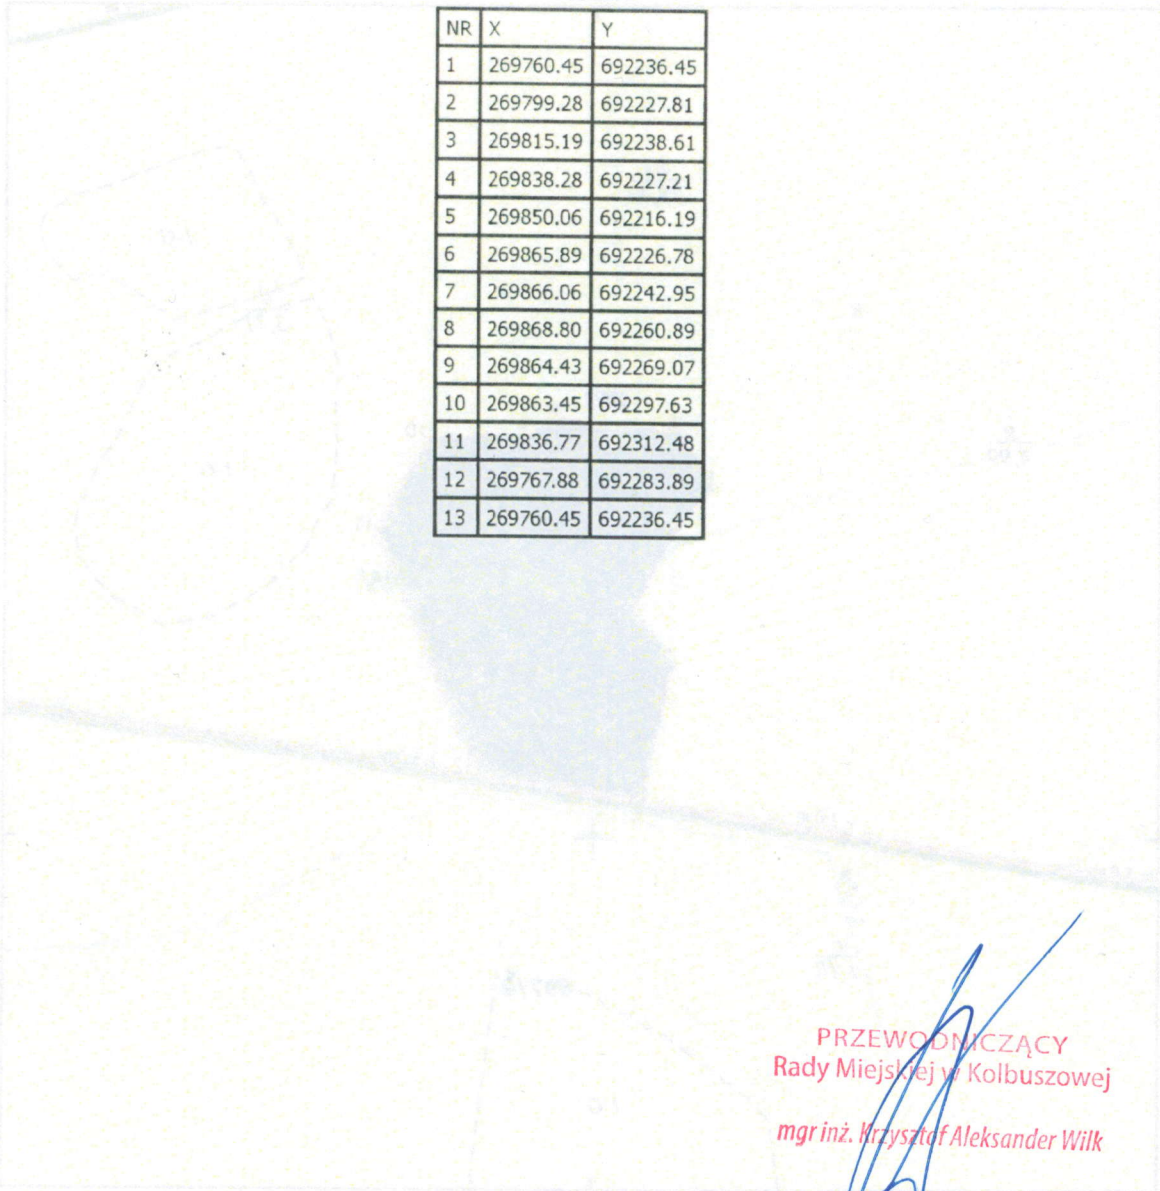 NR X Y
1 269760.45 692236.45
2 269799.28 692227.81
3 269815.19 692238.61
4 269838.28 692227.21
5 269850.06 692216.19
6 269865.89 692226.78
7 269866.06 692242.95
8 269868.80 692260.89
9 269864.43 692269.07
10 269863.45 692297.63
11 269836.77 692312.48
12 269767.88 692283.89
13 269760.45 692236.45
PRZEWODNICZĄCY
Rady Miejskiej w Kolbuszowej
mgr inż. Krzysztof Aleksander Wilk